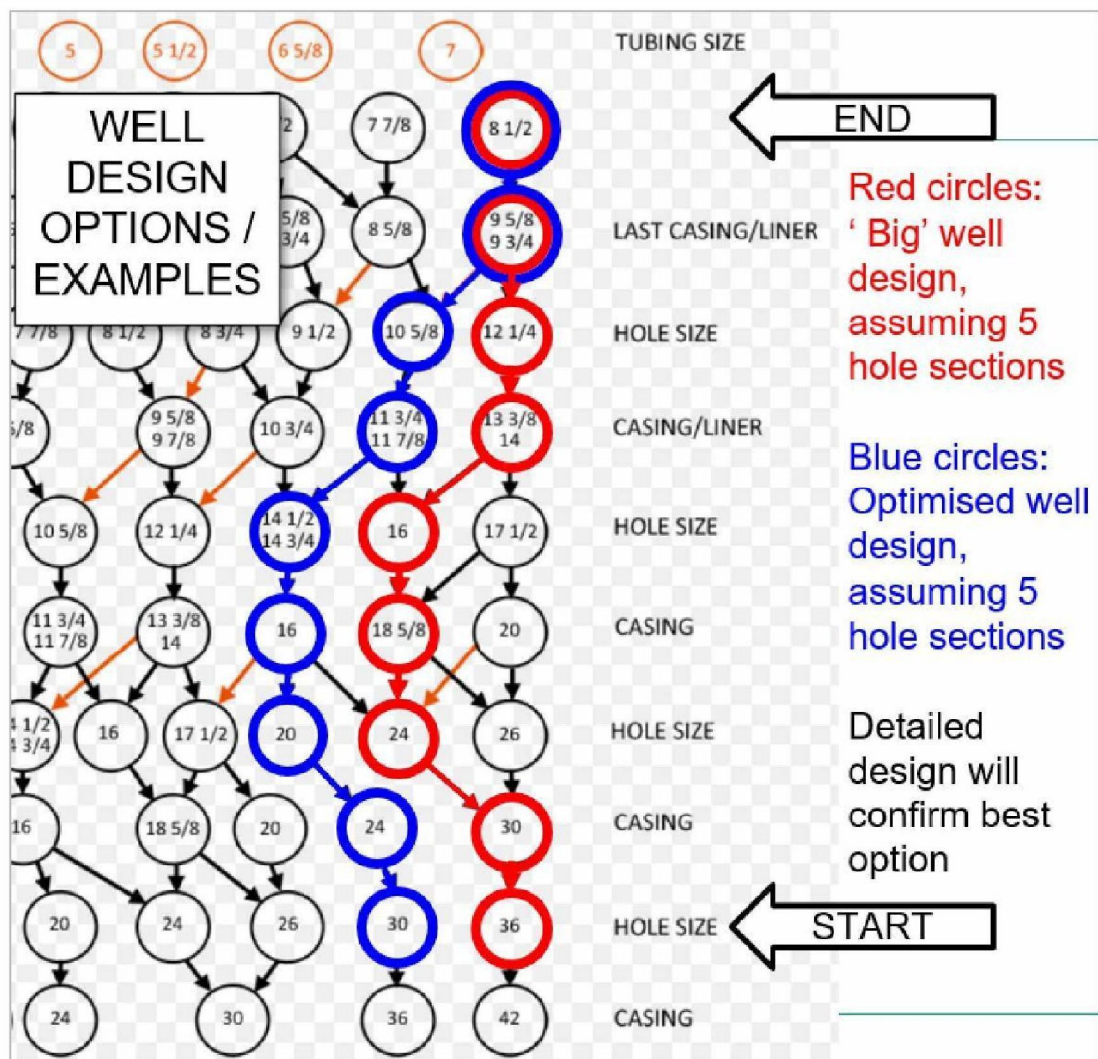 5 5 1/2 6 5/8 7 TUBING SIZE
WELL
DESIGN
OPTIONS /
EXAMPLES
7 7/8 8 1/2
END
8 5/8 9 5/8 LAST CASING/LINER
9 3/4
7 7/8 8 1/2 8 3/4 9 1/2 10 5/8 12 1/4 HOLE SIZE
9 5/8 10 3/4 11 3/4 13 3/8 CASING/LINER
9 7/8 11 7/8 14
10 5/8 12 1/4 14 1/2 16 17 1/2 HOLE SIZE
14 3/4
11 3/4 13 3/8 16 18 5/8 20 CASING
11 7/8 14
16 17 1/2 20 24 26 HOLE SIZE
16 18 5/8 20 24 30 CASING
20 24 26 30 36 HOLE SIZE
START
24 30 36 42 CASING
Red circles:
‘ Big’ well
design,
assuming 5
hole sections
Blue circles:
Optimised well
design,
assuming 5
hole sections
Detailed
design will
confirm best
option